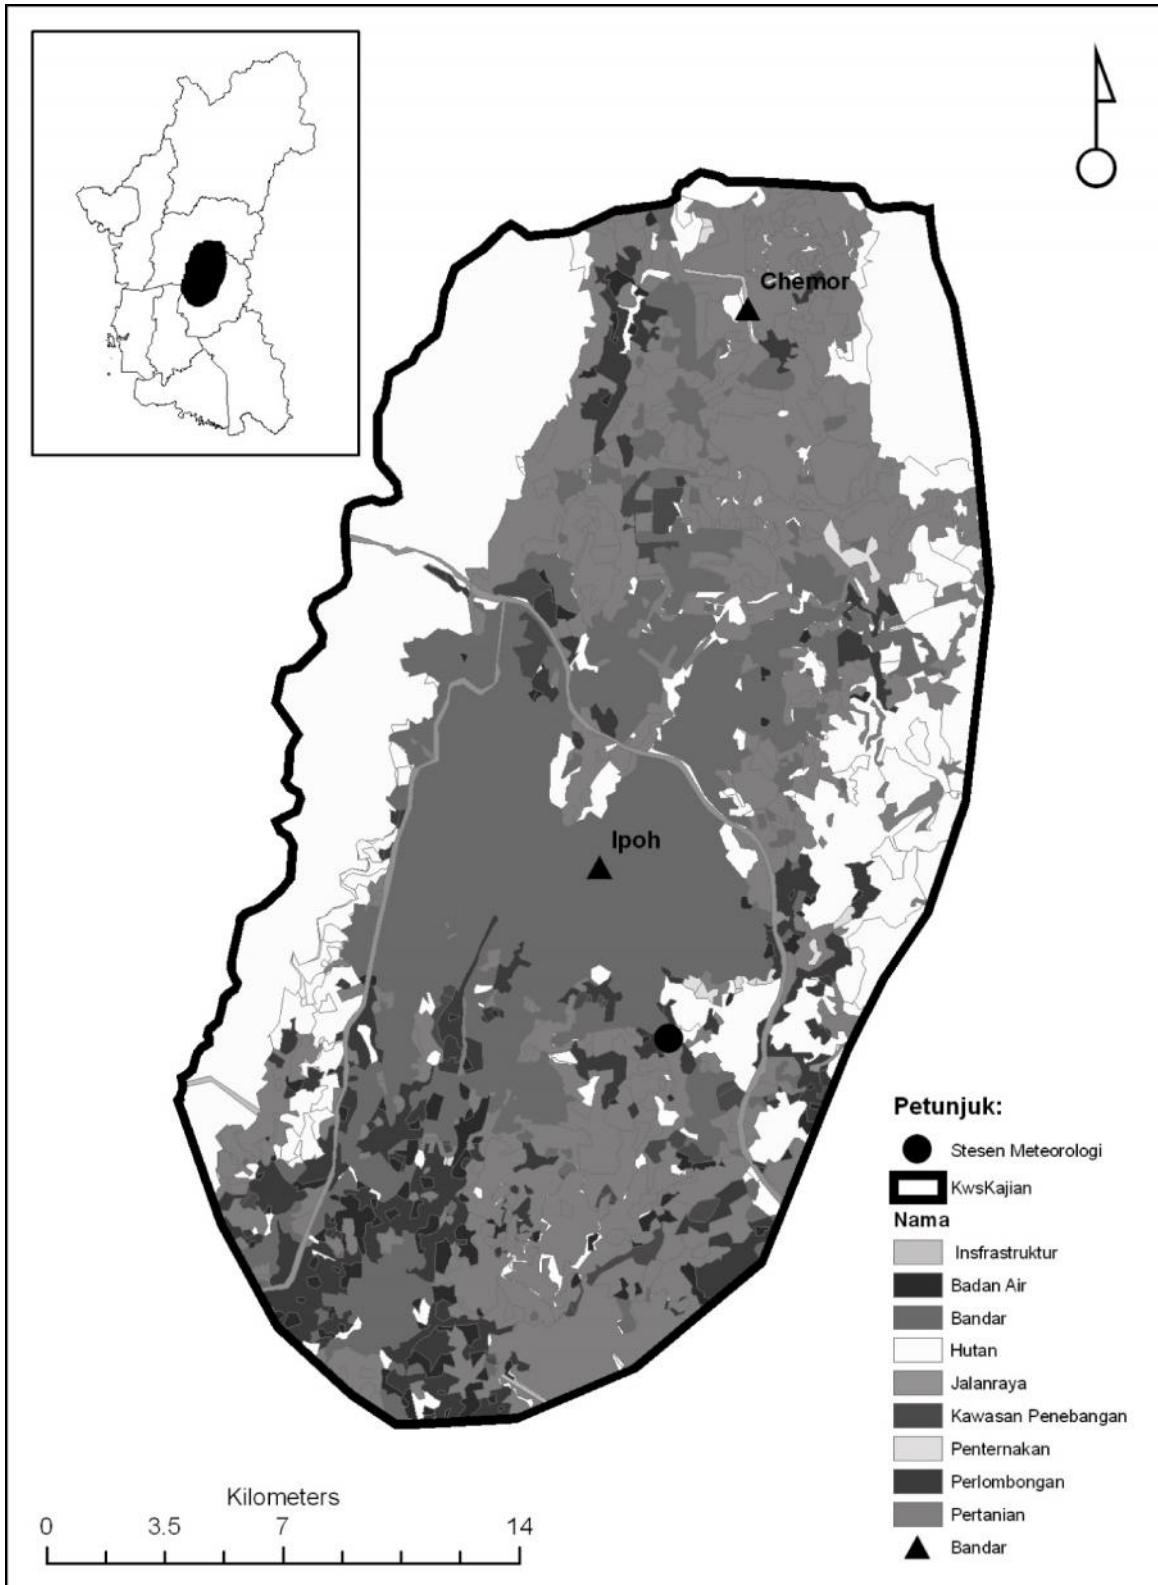 Chemor
Ipoh
Petunjuk:
Stesen Meteorologi
KwsKajian
Nama
Insfrastruktur
Badan Air
Bandar
Hutan
Jalanraya
Kawasan Penebangan
Penternakan
Perlombongan
Pertanian
Bandar
Kilometers
0 3.5 7 14